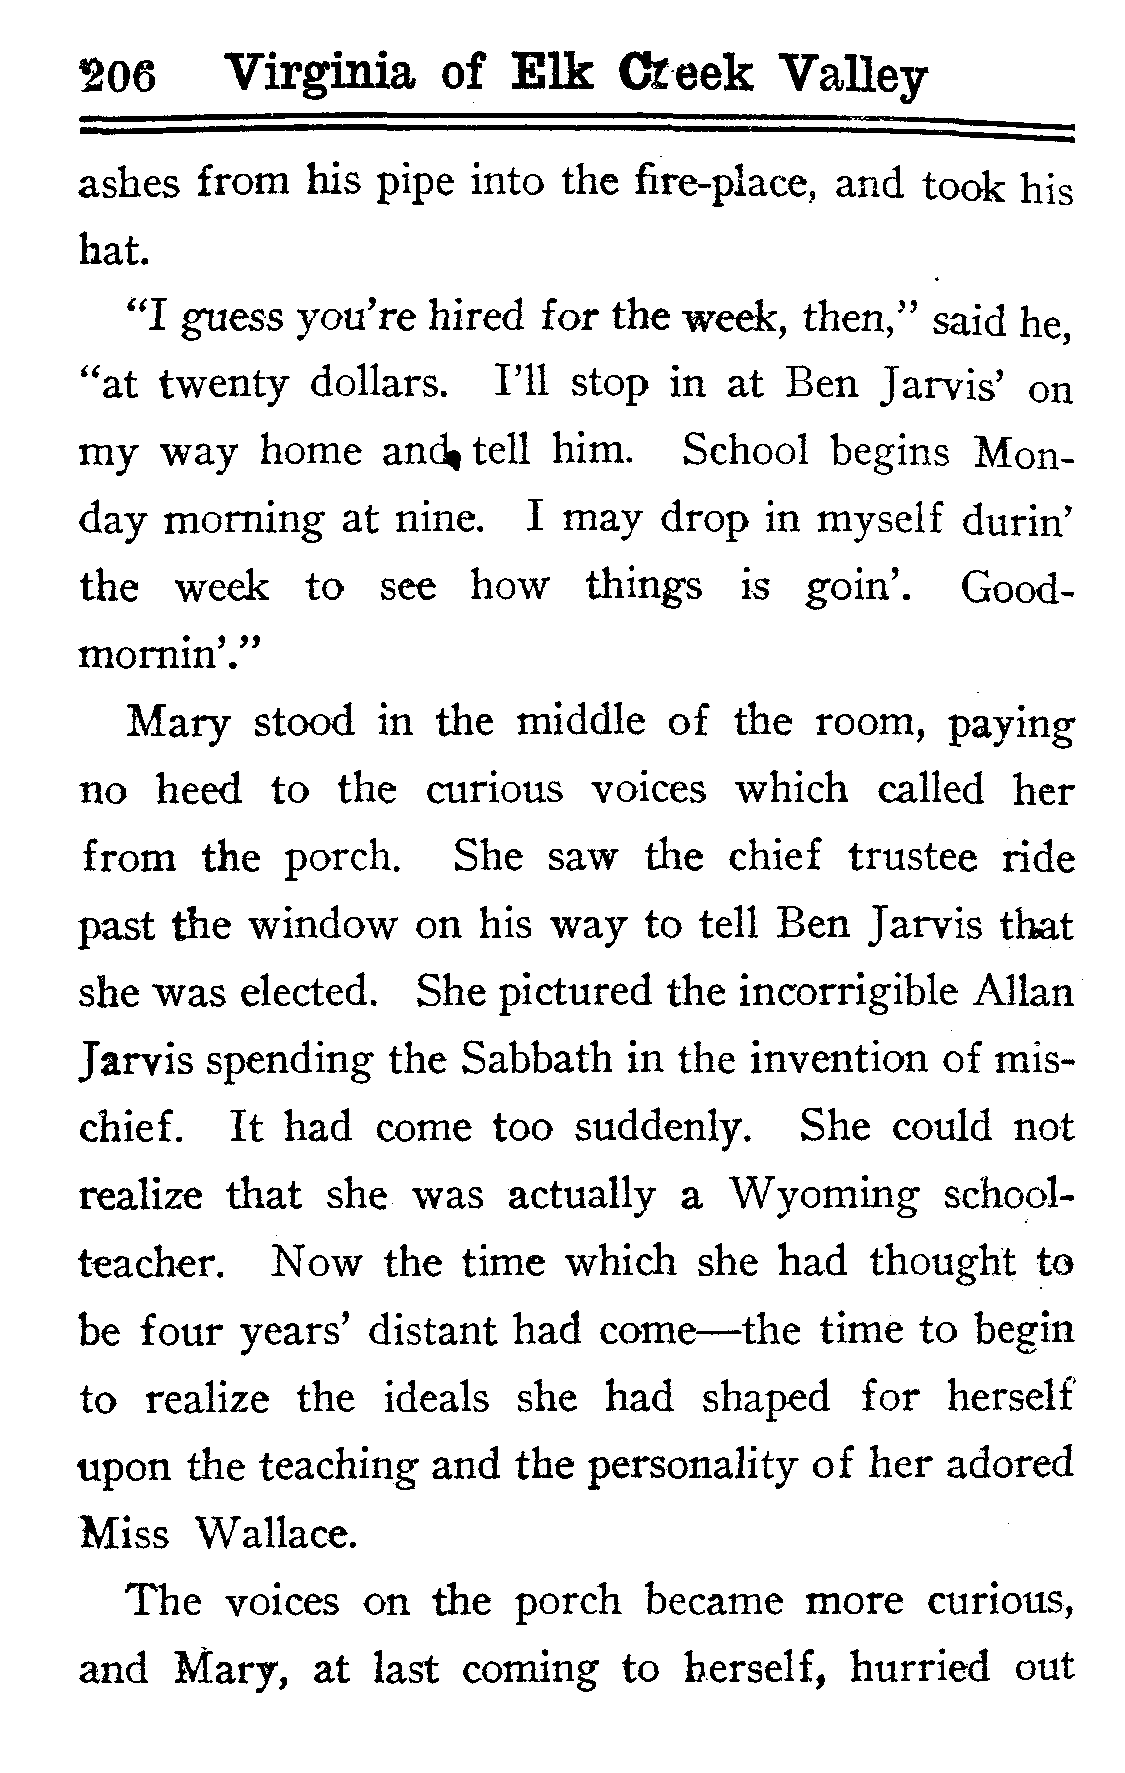 206 Virginia of Elk Creek Valley
ashes from his pipe into the fire-place, and took his
hat.
“I guess you’re hired for the week, then,” said he,
“at twenty dollars. I’ll stop in at Ben Jarvis’ on
my way home and tell him. School begins Mon-
day morning at nine. I may drop in myself durin’
the week to see how things is goin’. Good-
mornin’.”
Mary stood in the middle of the room, paying
no heed to the curious voices which called her
from the porch. She saw the chief trustee ride
past the window on his way to tell Ben Jarvis that
she was elected. She pictured the incorrigible Allan
Jarvis spending the Sabbath in the invention of mis-
chief. It had come too suddenly. She could not
realize that she was actually a Wyoming school-
teacher. Now the time which she had thought to
be four years’ distant had come—the time to begin
to realize the ideals she had shaped for herself
upon the teaching and the personality of her adored
Miss Wallace.
The voices on the porch became more curious,
and Mary, at last coming to herself, hurried out